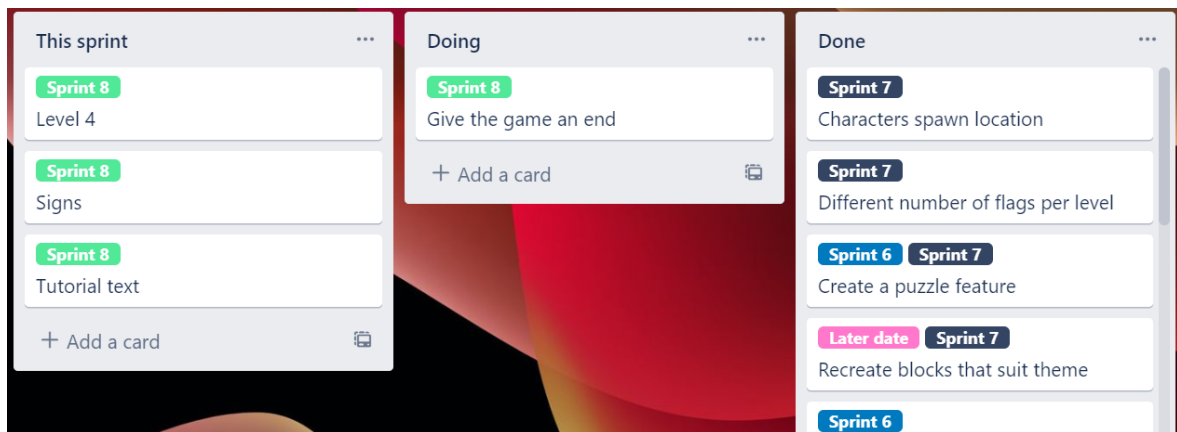 This sprint
Sprint 8
Level 4
Sprint 8
Signs
Sprint 8
Tutorial text
+ Add a card
Doing
Sprint 8
Give the game an end
+ Add a card
Done
Sprint 7
Characters spawn location
Sprint 7
Different number of flags per level
Sprint 6 Sprint 7
Create a puzzle feature
Later date Sprint 7
Recreate blocks that suit theme
Sprint 6